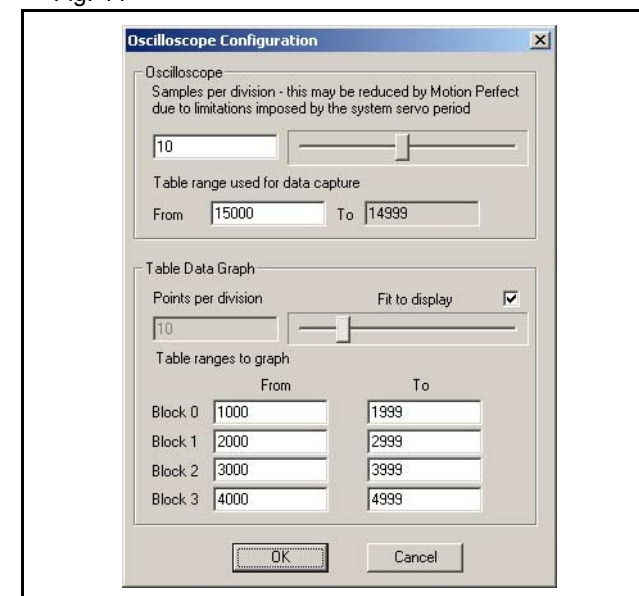 Oscilloscope Configuration
Oscilloscope
Samples per division - this may be reduced by Motion Perfect
due to limitations imposed by the system servo period
10
Table range used for data capture
From 15000 To 14999
Table Data Graph
Points per division Fit to display
10
Table ranges to graph
From To
Block 0 1000 1999
Block 1 2000 2999
Block 2 3000 3999
Block 3 4000 4999
OK Cancel